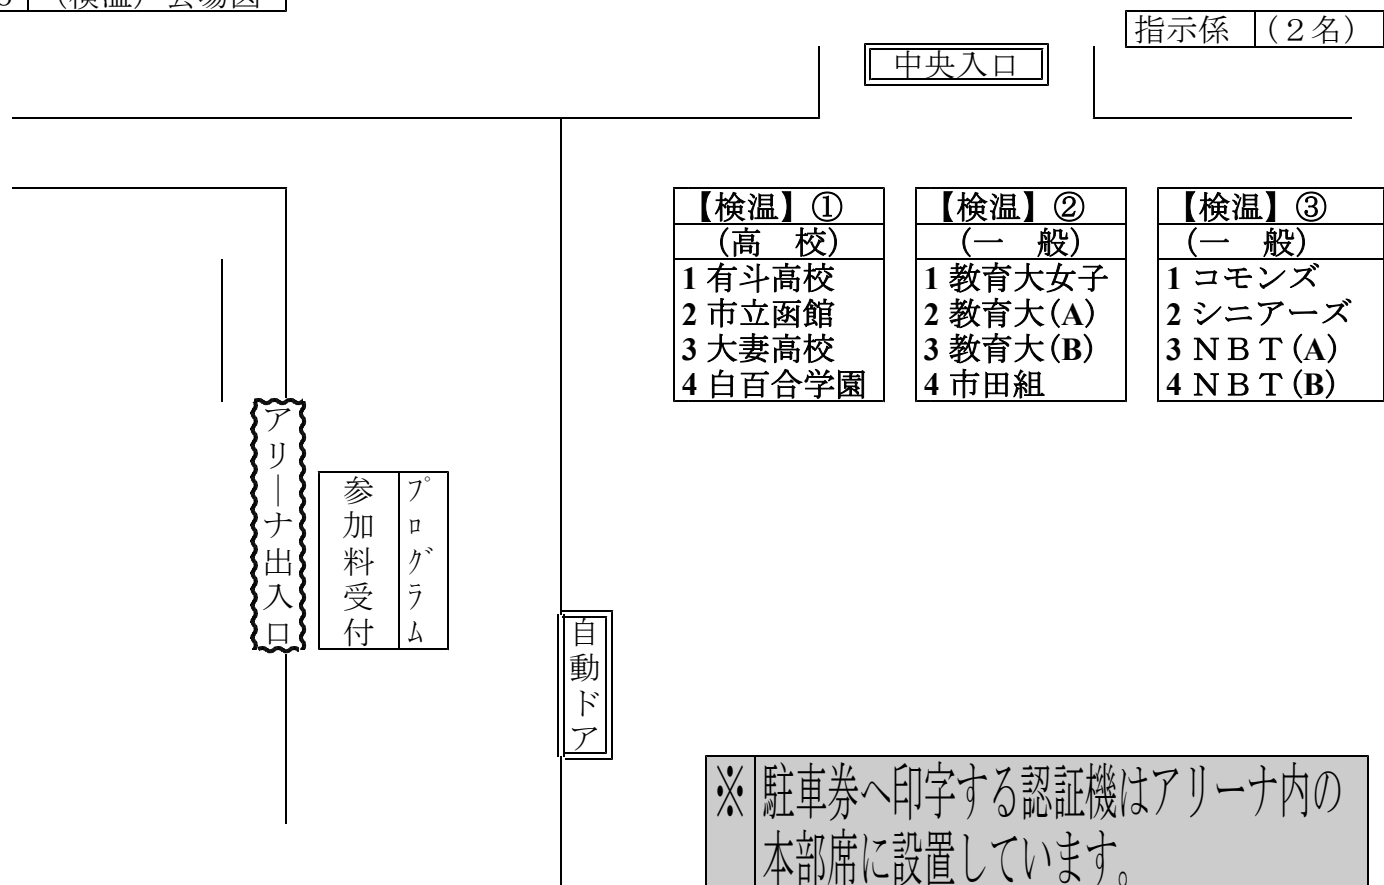 （検温）会場図
指示係 （２名）
中央入口
【検温】①
（高　校）
1 有斗高校
2 市立函館
3 大妻高校
4 白百合学園
【検温】②
（一　般）
1 教育大女子
2 教育大（A）
3 教育大（B）
4 市田組
【検温】③
（一　般）
1 コモンズ
2 シニアーズ
3 ＮＢＴ（A）
4 ＮＢＴ（B）
アリーナ出入口
参加料受付
ﾌﾟﾛｸﾞﾗﾑ
自動ドア
※ 駐車券へ印字する認証機はアリーナ内の
本部席に設置しています。